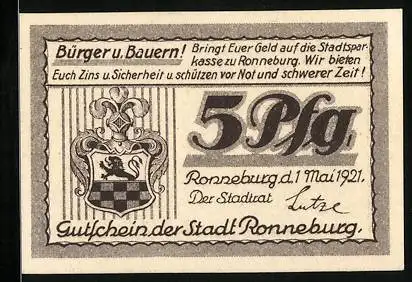 Bürger u. Bauern! Bringt Euer Geld auf die Stadtspar-
kasse zu Ronneburg. Wir bieten
Euch Zins u. Sicherheit u. schützen vor Not und schwerer Zeit!
5 Pfg.
Ronneburg. d. 1 Mai 1921.
Der Stadtrat Lutze
Gutschein der Stadt Ronneburg.